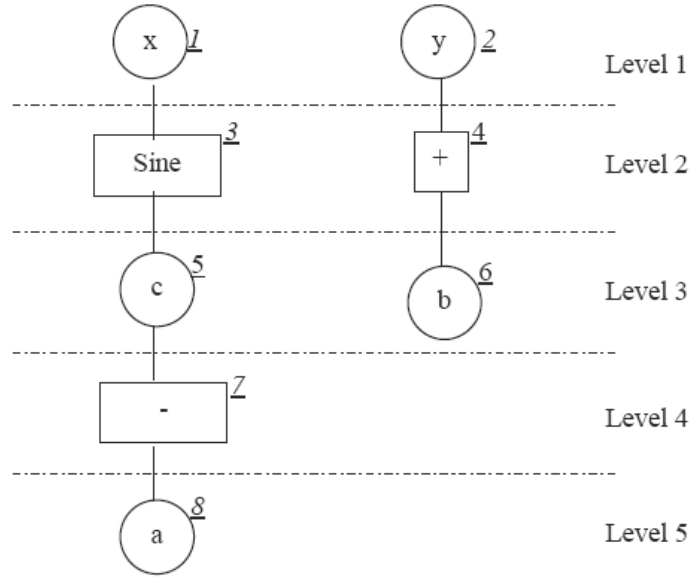 x 1 y 2 Level 1
Sine 3 + 4 Level 2
c 5 b 6 Level 3
- 7 Level 4
a 8 Level 5